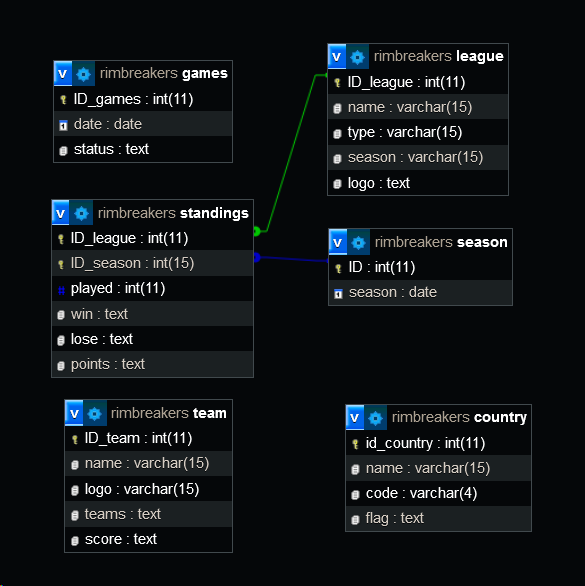 v rimbreakers games
ID_games : int(11)
date : date
status : text
v rimbreakers league
ID_league : int(11)
name : varchar(15)
type : varchar(15)
season : varchar(15)
logo : text
v rimbreakers standings
ID_league : int(11)
ID_season : int(15)
# played : int(11)
win : text
lose : text
points : text
v rimbreakers season
ID : int(11)
season : date
v rimbreakers team
ID_team : int(11)
name : varchar(15)
logo : varchar(15)
teams : text
score : text
v rimbreakers country
id_country : int(11)
name : varchar(15)
code : varchar(4)
flag : text